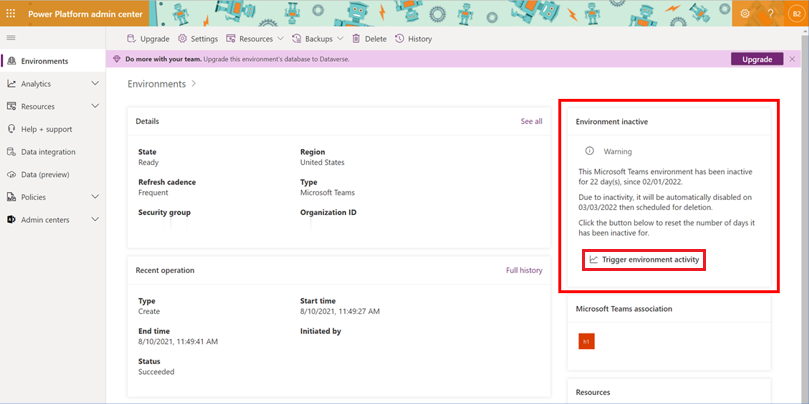 Power Platform admin center
?
BZ
Upgrade
Settings
Resources
Backups
Delete
History
Do more with your team. Upgrade this environment's database to Dataverse.
Upgrade
Environments
Analytics
Resources
Help + support
Data integration
Data (preview)
Policies
Admin centers
Environments >
Details
See all
State
Ready
Region
United States
Refresh cadence
Frequent
Type
Microsoft Teams
Security group
Organization ID
Recent operation
Full history
Type
Create
Start time
8/10/2021, 11:49:27 AM
End time
8/10/2021, 11:49:41 AM
Initiated by
Status
Succeeded
Environment inactive
Warning
This Microsoft Teams environment has been inactive
for 22 day(s), since 02/01/2022.
Due to inactivity, it will be automatically disabled on
03/03/2022 then scheduled for deletion.
Click the button below to reset the number of days it
has been inactive for.
Trigger environment activity
Microsoft Teams association
Resources